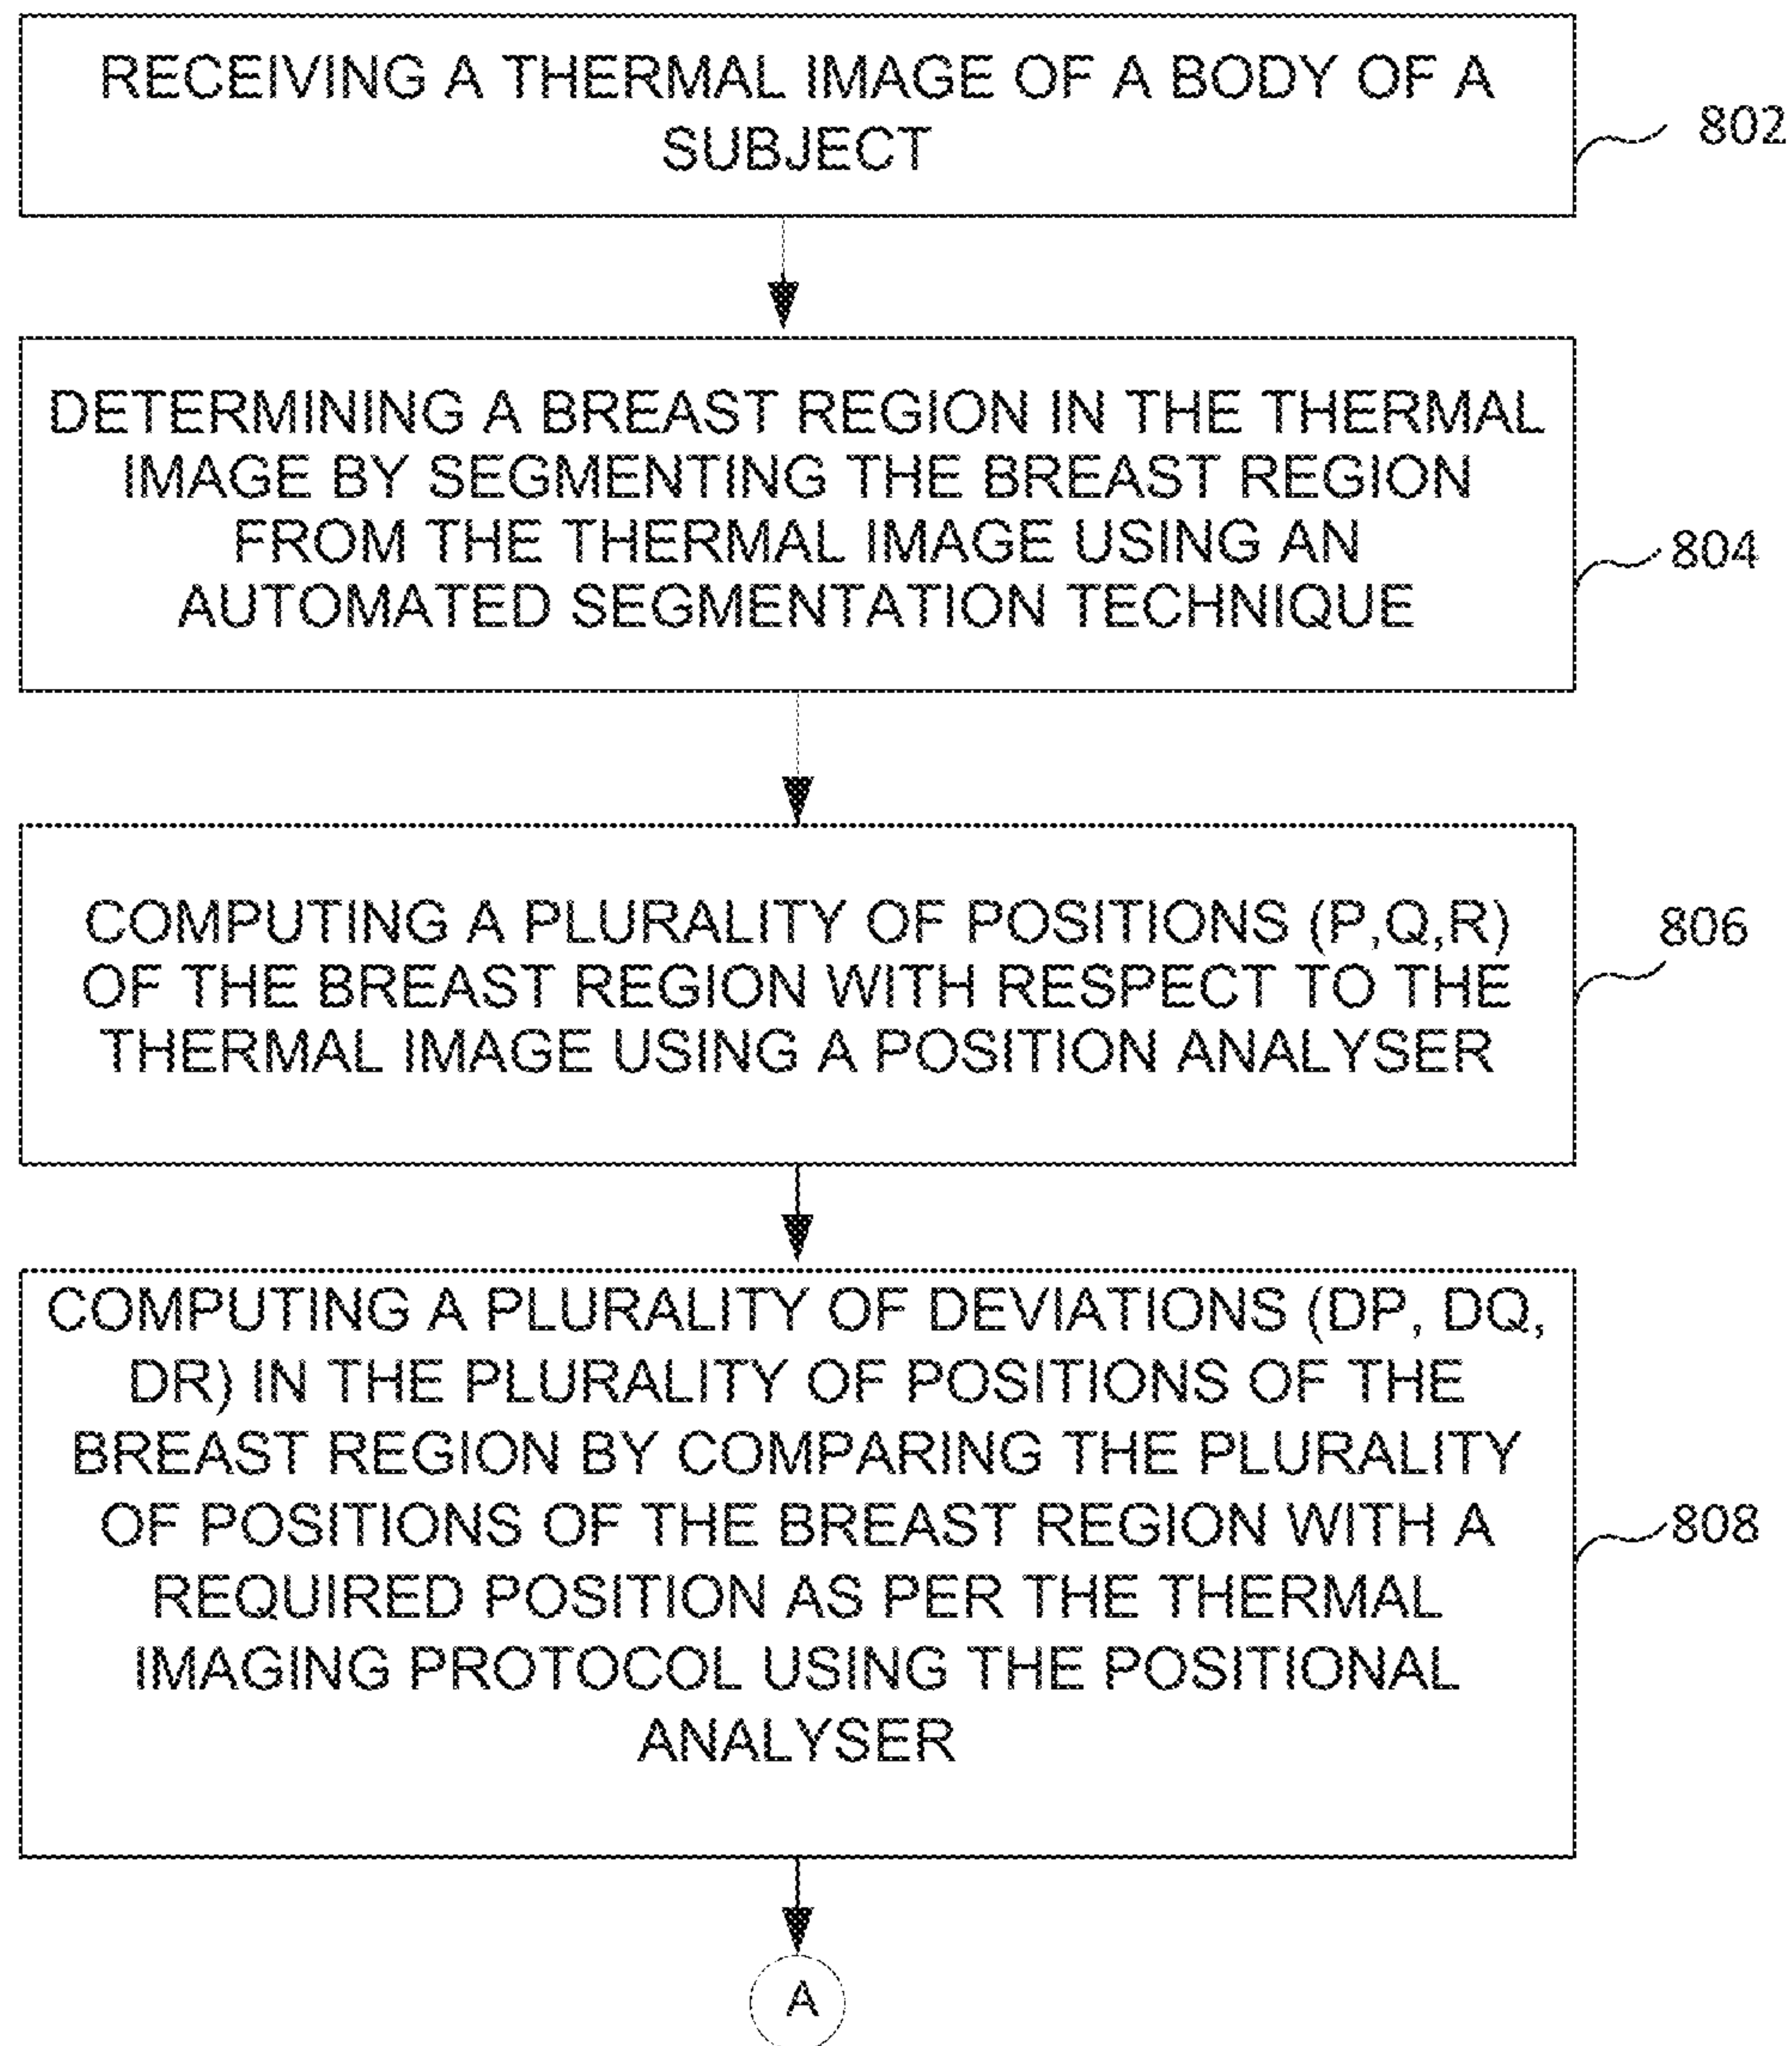 RECEIVING A THERMAL IMAGE OF A BODY OF A
SUBJECT
802
DETERMINING A BREAST REGION IN THE THERMAL
IMAGE BY SEGMENTING THE BREAST REGION
FROM THE THERMAL IMAGE USING AN
AUTOMATED SEGMENTATION TECHNIQUE
804
COMPUTING A PLURALITY OF POSITIONS (P,Q,R)
OF THE BREAST REGION WITH RESPECT TO THE
THERMAL IMAGE USING A POSITION ANALYSER
806
COMPUTING A PLURALITY OF DEVIATIONS (DP, DQ,
DR) IN THE PLURALITY OF POSITIONS OF THE
BREAST REGION BY COMPARING THE PLURALITY
OF POSITIONS OF THE BREAST REGION WITH A
REQUIRED POSITION AS PER THE THERMAL
IMAGING PROTOCOL USING THE POSITIONAL
ANALYSER
808
A